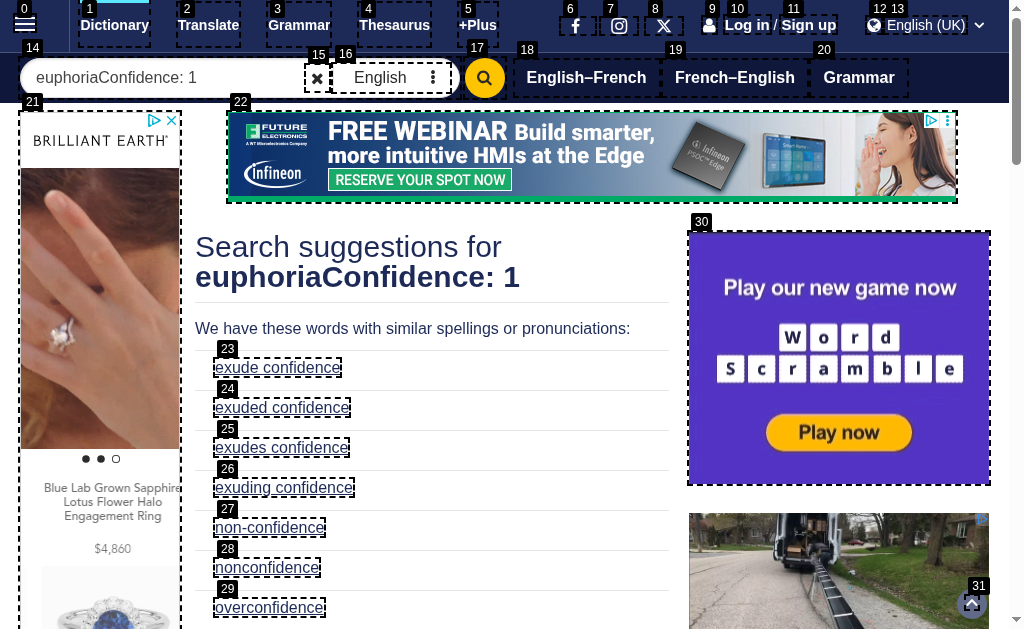 0 1 2 3 4 5 6 7 8 9 10 11 12 13
Dictionary Translate Grammar Thesaurus +Plus Log in / Sign up English (UK)
14 15 16 17 18 19 20
euphoriaConfidence: 1 English English–French French–English Grammar
21 22
BRILLIANT EARTH
FUTURE
ELECTRONICS
A WT Microelectronics Company
infineon
FREE WEBINAR Build smarter,
more intuitive HMIs at the Edge
RESERVE YOUR SPOT NOW
infineon
PSOC™ Edge
30
Search suggestions for
euphoriaConfidence: 1
We have these words with similar spellings or pronunciations:
23
exude confidence
24
exuded confidence
25
exudes confidence
26
exuding confidence
27
non-confidence
28
nonconfidence
29
overconfidence
Blue Lab Grown Sapphire
Lotus Flower Halo
Engagement Ring
$4,860
Play our new game now
Word
Scramble
Play now
31